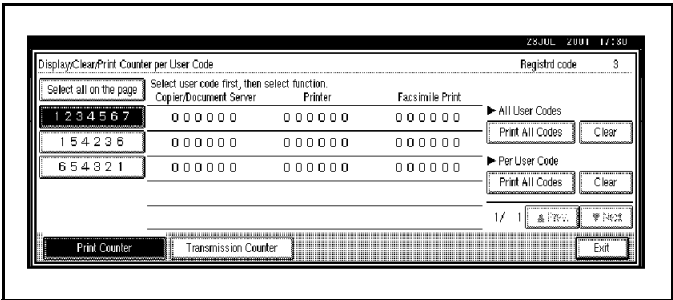 28JUL 2001 17:30
Display/Clear/Print Counter per User Code Registrd code 3
Select all on the page Select user code first, then select function.
Copier/Document Server Printer Facsimile Print
1234567 000000 000000 000000 ▶ All User Codes
Print All Codes Clear
154236 000000 000000 000000
654321 000000 000000 000000 ▶ Per User Code
Print All Codes Clear
1/ 1 ▲ Prev. ▼ Next
Print Counter Transmission Counter Exit